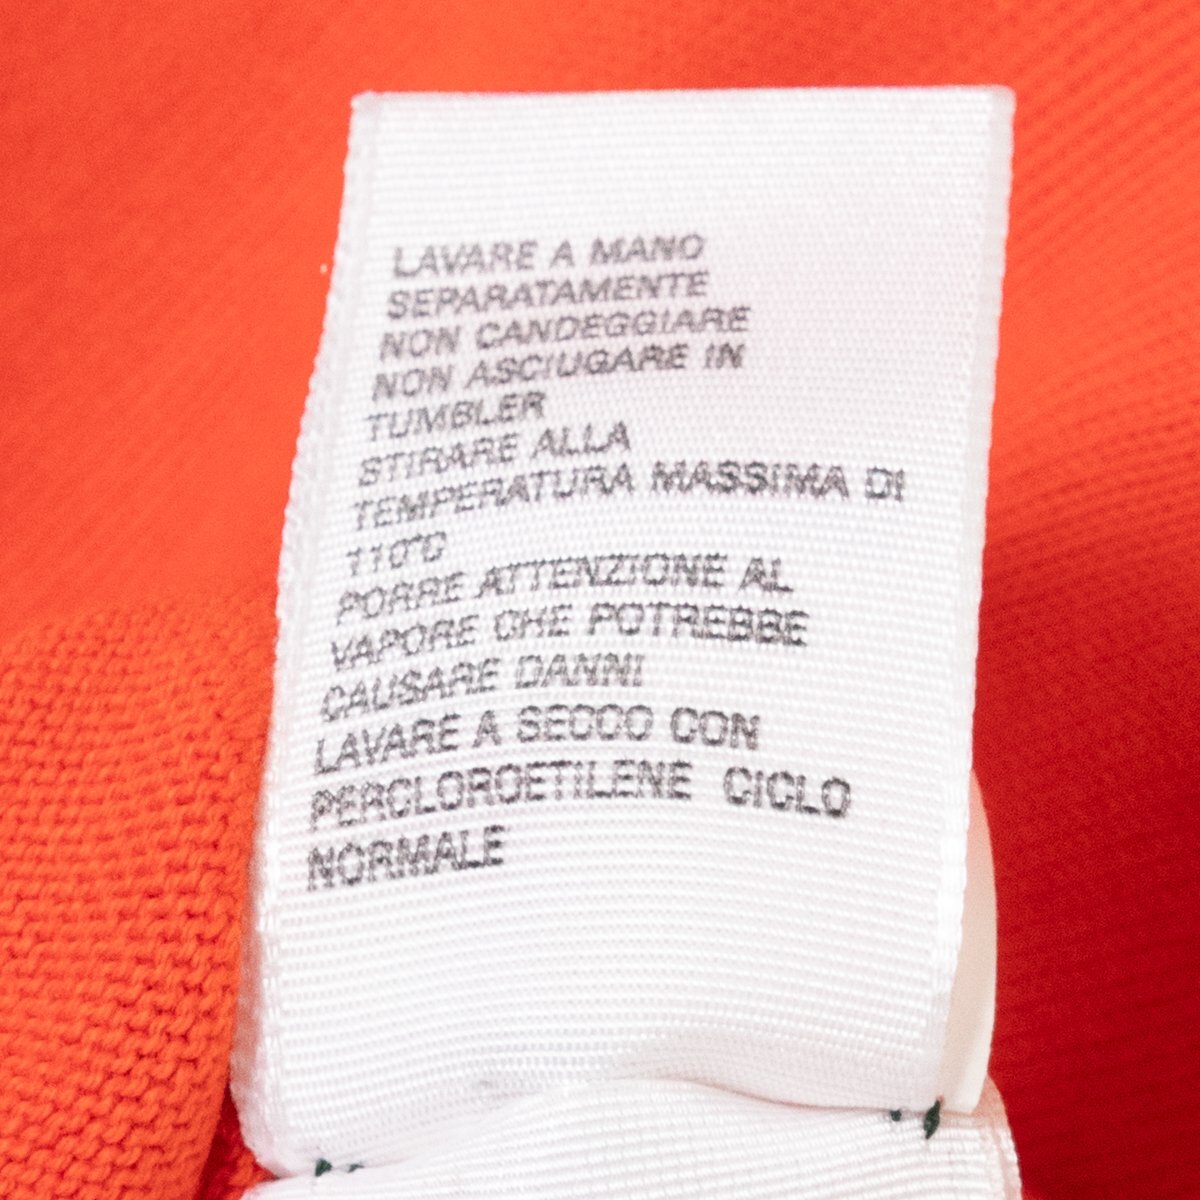 LAVARE A MANO
SEPARATAMENTE
NON CANDEGGIARE
NON ASCIUGARE IN
TUMBLER
STIRARE ALLA
TEMPERATURA MASSIMA DI
110°C
PORRE ATTENZIONE AL
VAPORE CHE POTREBBE
CAUSARE DANNI
LAVARE A SECCO CON
PERCLOROETILENE CICLO
NORMALE